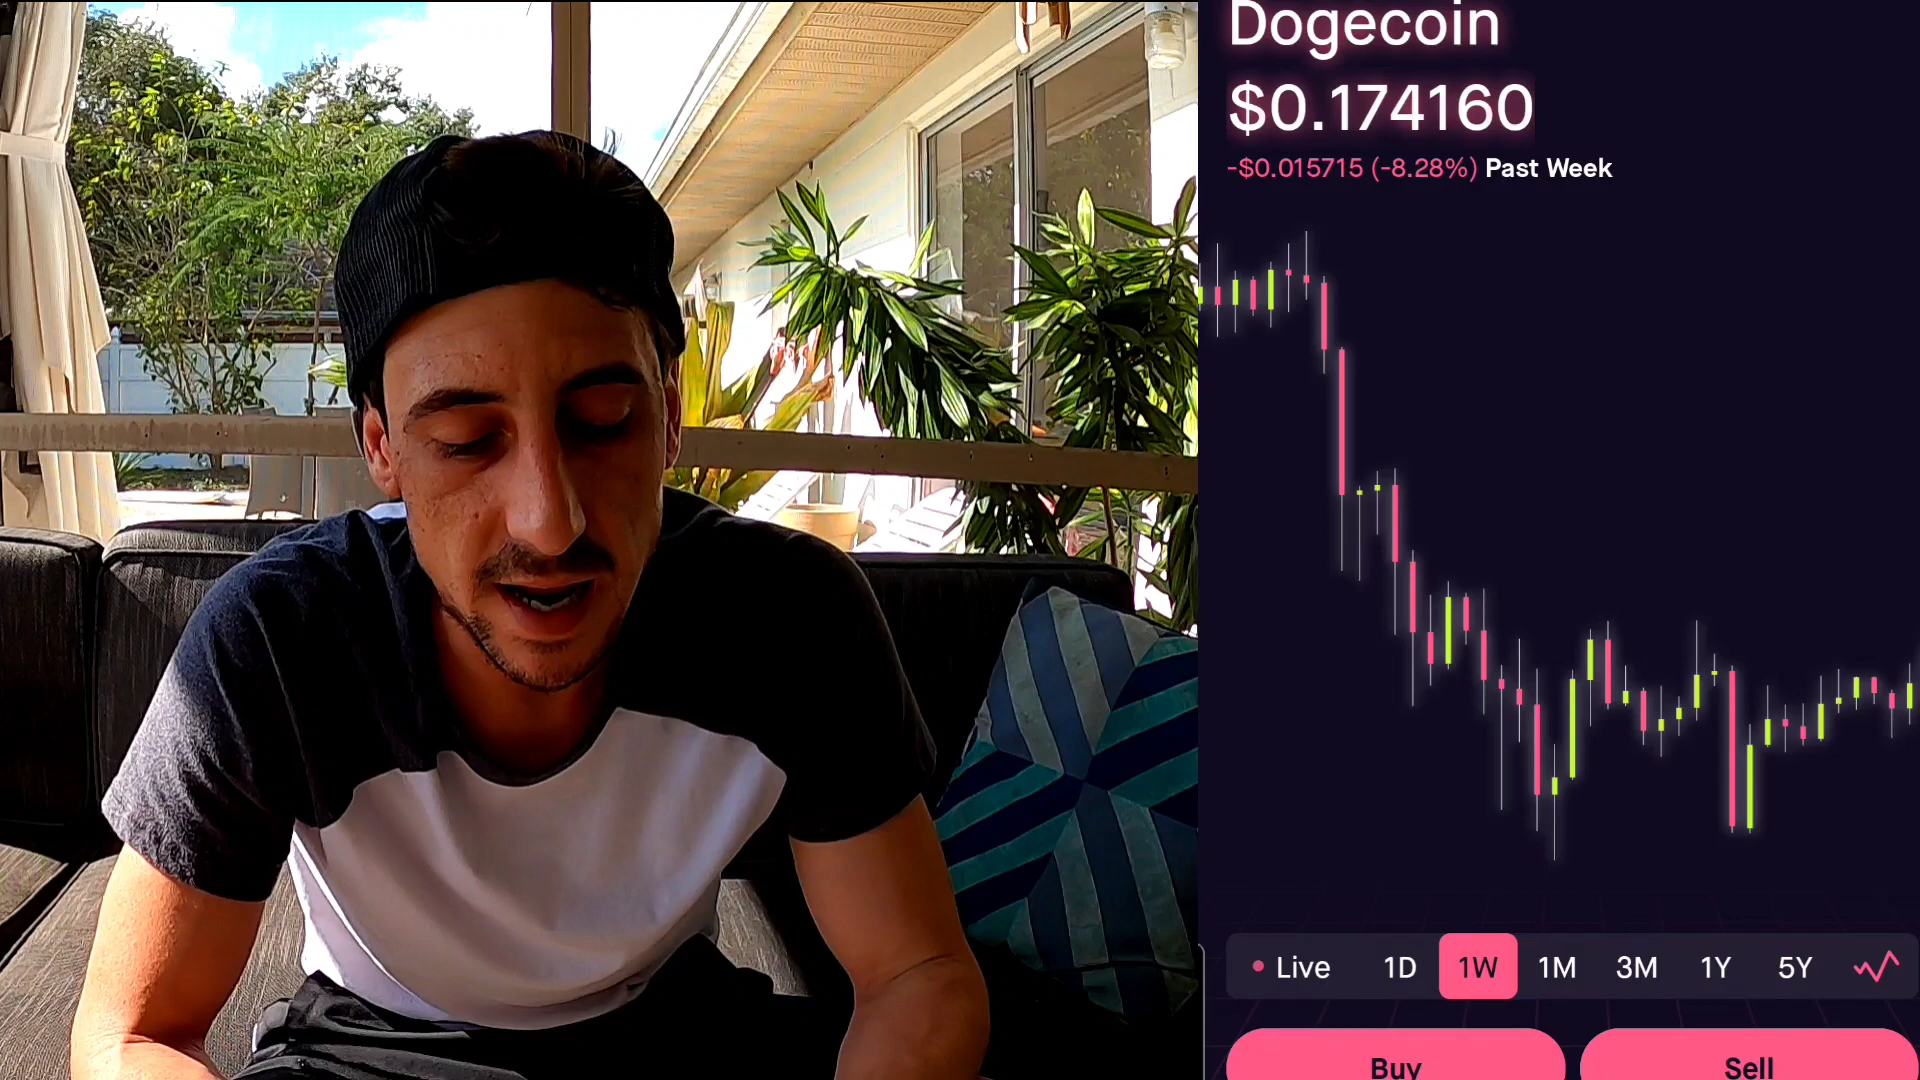 Dogecoin
$0.174160
-$0.015715 (-8.28%) Past Week
Live 1D 1W 1M 3M 1Y 5Y
Buy Sell